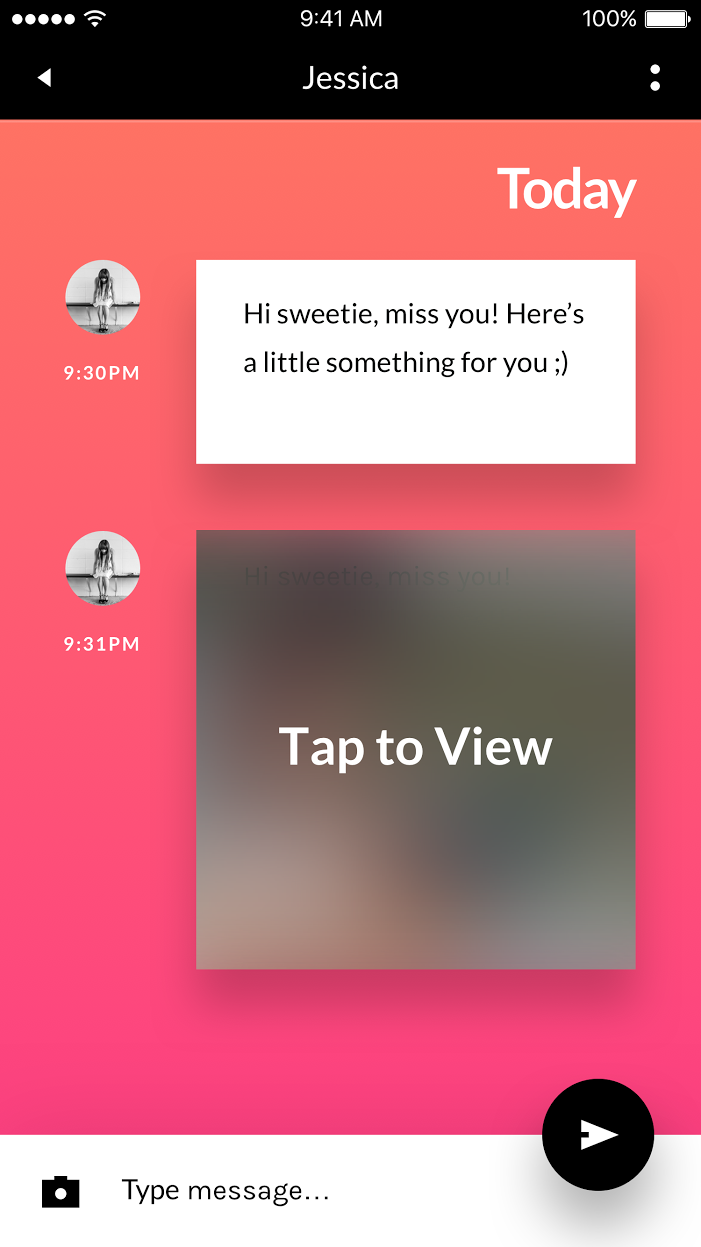 9:41 AM
100%
Jessica
Today
Hi sweetie, miss you! Here’s
a little something for you ;)
9:30PM
Hi sweetie, miss you!
Tap to View
9:31PM
Type message...